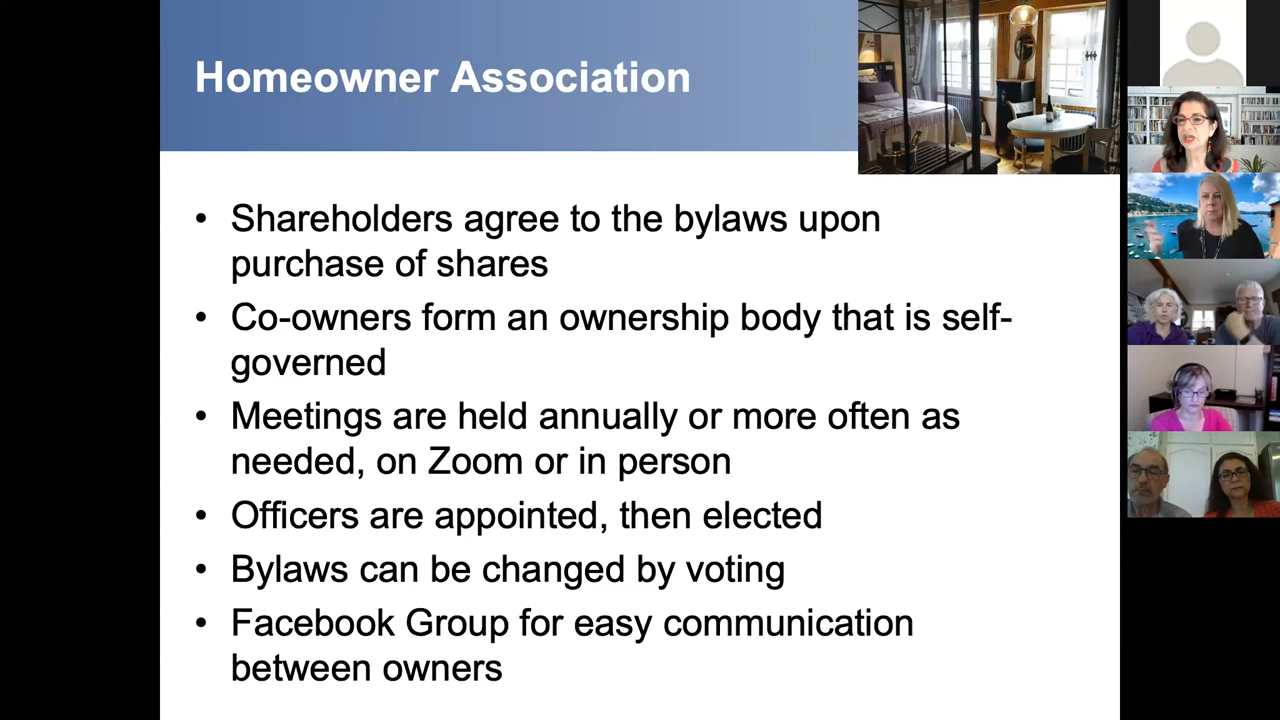 Homeowner Association
• Shareholders agree to the bylaws upon
purchase of shares
• Co-owners form an ownership body that is self-
governed
• Meetings are held annually or more often as
needed, on Zoom or in person
• Officers are appointed, then elected
• Bylaws can be changed by voting
• Facebook Group for easy communication
between owners